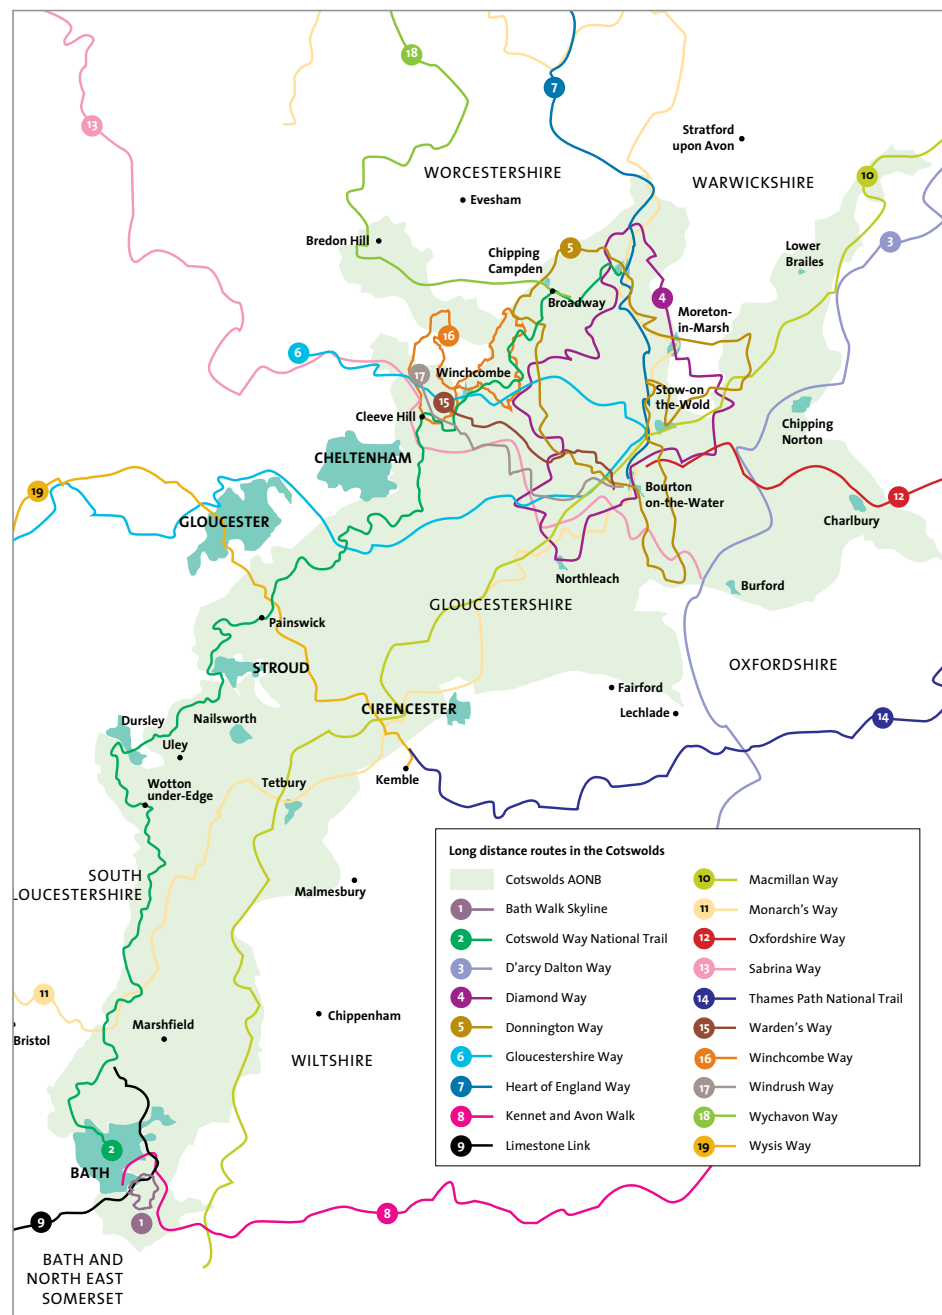 18
7
13
Stratford
upon Avon
10
WORCESTERSHIRE
WARWICKSHIRE
Evesham
Bredon Hill
5
3
Chipping
Campden
Lower
Brailes
4
Broadway
Moreton-
in-Marsh
16
6
17
Winchcombe
Stow-on
the-Wold
15
Cleeve Hill
Chipping
Norton
CHELTENHAM
19
Bourton
on-the-Water
12
GLOUCESTER
Charlbury
Northleach
Burford
GLOUCESTERSHIRE
Painswick
STROUD
OXFORDSHIRE
Fairford
CIRENCESTER
Lechlade
14
Dursley
Nailsworth
Uley
Kemble
Wotton
under-Edge
Tetbury
SOUTH
LOUCESTERSHIRE
Malmesbury
11
Bristol
Marshfield
Chippenham
WILTSHIRE
2
BATH
9
1
8
BATH AND
NORTH EAST
SOMERSET
Long distance routes in the Cotswolds
Cotswolds AONB
1 Bath Walk Skyline
2 Cotswold Way National Trail
3 D'arcy Dalton Way
4 Diamond Way
5 Donnington Way
6 Gloucestershire Way
7 Heart of England Way
8 Kennet and Avon Walk
9 Limestone Link
10 Macmillan Way
11 Monarch's Way
12 Oxfordshire Way
13 Sabrina Way
14 Thames Path National Trail
15 Warden's Way
16 Winchcombe Way
17 Windrush Way
18 Wychavon Way
19 Wysis Way